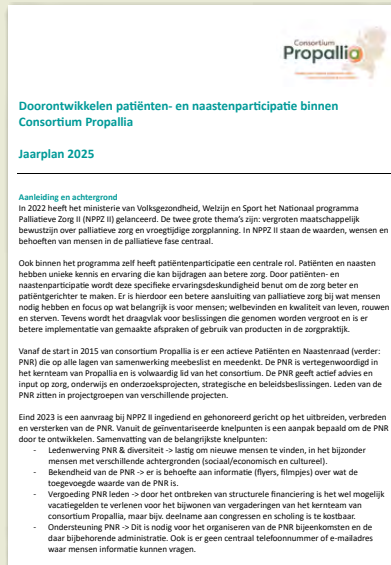 Consortium
Propallia
Doorontwikkelen patiënten- en naastenparticipatie binnen
Consortium Propallia
Jaarplan 2025
Aanleiding en achtergrond
In 2022 heeft het ministerie van Volksgezondheid, Welzijn en Sport het Nationaal programma
Palliatieve Zorg II (NPPZ II) gelanceerd. De twee grote thema's zijn: vergroten maatschappelijk
bewustzijn over palliatieve zorg en vroegtijdige zorgplanning. In NPPZ II staan de waarden, wensen en
behoeften van mensen in de palliatieve fase centraal.
Ook binnen het programma zelf heeft patiëntenparticipatie een centrale rol. Patiënten en naasten
hebben unieke kennis en ervaring die kan bijdragen aan betere zorg. Door patiënten- en
naastenparticipatie wordt deze specifieke ervaringsdeskundigheid benut om de zorg beter en
patiëntgerichter te maken. Er is hierdoor een betere aansluiting van palliatieve zorg bij wat mensen
nodig hebben en focus op wat belangrijk is voor mensen; welbevinden en kwaliteit van leven, rouwen
en sterven. Tevens wordt het draagvlak voor beslissingen die genomen worden vergroot en is er
betere implementatie van gemaakte afspraken of gebruik van producten in de zorgpraktijk.
Vanaf de start in 2015 van consortium Propallia is er een actieve Patiënten en Naastenraad (verder:
PNR) die op alle lagen van samenwerking meebeslist en meedenkt. De PNR is vertegenwoordigd in
het kernteam van Propallia en is volwaardig lid van het consortium. De PNR geeft actief advies en
input op zorg, onderwijs en onderzoeksprojecten, strategische en beleidsbeslissingen. Leden van de
PNR zitten in projectgroepen van verschillende projecten.
Eind 2023 is een aanvraag bij NPPZ II ingediend en gehonoreerd gericht op het uitbreiden, verbreden
en versterken van de PNR. Vanuit de geïnventariseerde knelpunten is een aanpak bepaald om de PNR
door te ontwikkelen. Samenvatting van de belangrijkste knelpunten:
- Ledenwerving PNR & diversiteit -> lastig om nieuwe mensen te vinden, in het bijzonder
mensen met verschillende achtergronden (sociaal/economisch en cultureel).
- Bekendheid van de PNR -> er is behoefte aan informatie (flyers, filmpjes) over wat de
toegevoegde waarde van de PNR is.
- Vergoeding PNR leden -> door het ontbreken van structurele financiering is het wel mogelijk
vacatiegelden te vergoeden voor het bijwonen van vergaderingen van het kernteam van
consortium Propallia, maar bijv. deelname aan congressen en scholing is te kostbaar.
- Ondersteuning PNR -> Dit is nodig voor het organiseren van de PNR bijeenkomsten en de
daar bijbehorende administratie. Ook is er geen centraal telefoonnummer of e-mailadres
waar mensen informatie kunnen vragen.